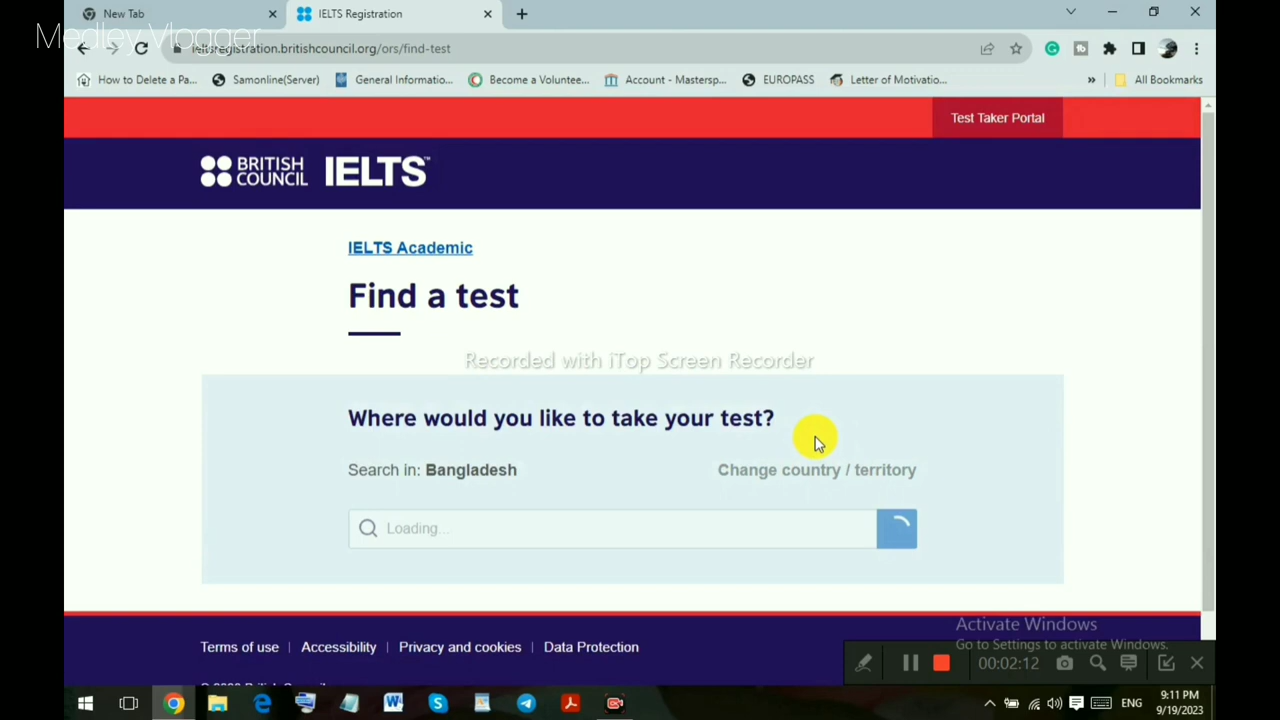 New Tab
IELTS Registration
Medley Vlogger
ieltsregistration.britishcouncil.org/ors/find-test
How to Delete a Pa...
Samonline(Server)
General Informatio...
Become a Voluntee...
Account - Mastersp...
EUROPASS
Letter of Motivatio...
All Bookmarks
Test Taker Portal
BRITISH COUNCIL IELTS™
IELTS Academic
Find a test
Recorded with iTop Screen Recorder
Where would you like to take your test?
Search in: Bangladesh
Change country / territory
Loading...
Activate Windows
Go to Settings to activate Windows.
Terms of use | Accessibility | Privacy and cookies | Data Protection
00:02:12
ENG
9:11 PM
9/19/2023